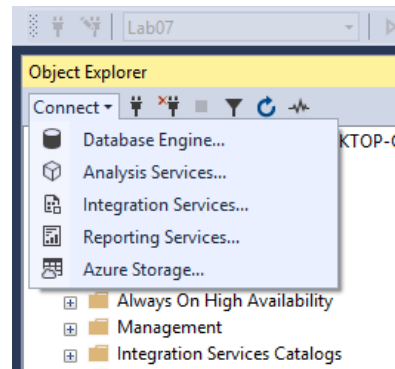 Lab07
Object Explorer
Connect
Database Engine...
KTOP-
Analysis Services...
Integration Services...
Reporting Services...
Azure Storage...
Always On High Availability
Management
Integration Services Catalogs